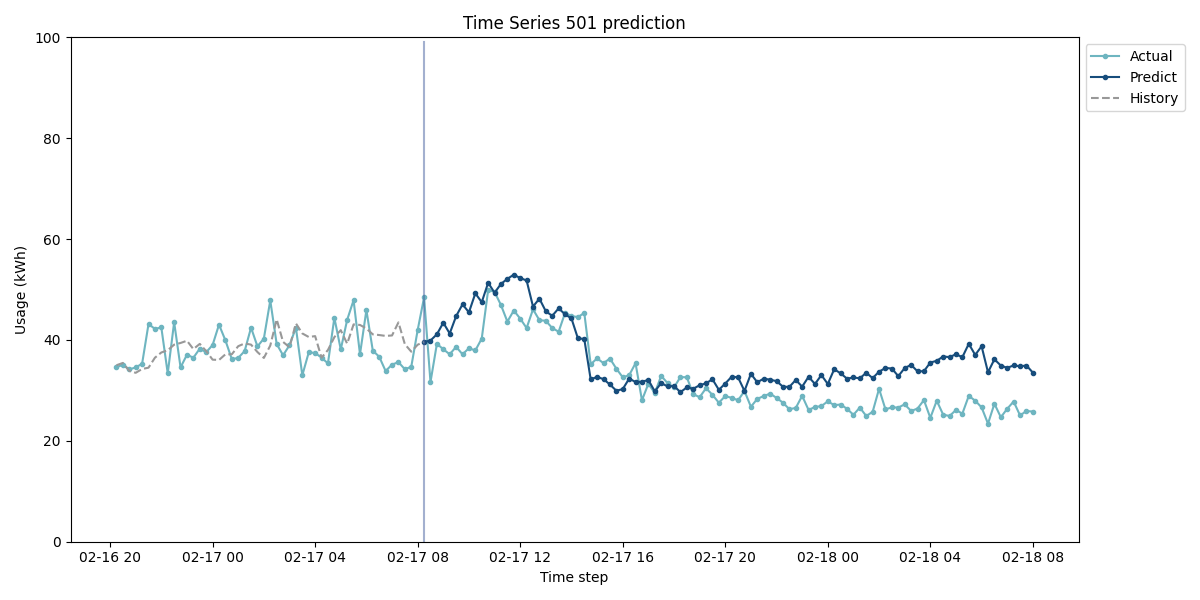 Time Series 501 prediction
Usage (kWh)
100
80
60
40
20
0
02-16 20
02-17 00
02-17 04
02-17 08
02-17 12
02-17 16
02-17 20
02-18 00
02-18 04
02-18 08
Time step
Actual
Predict
History